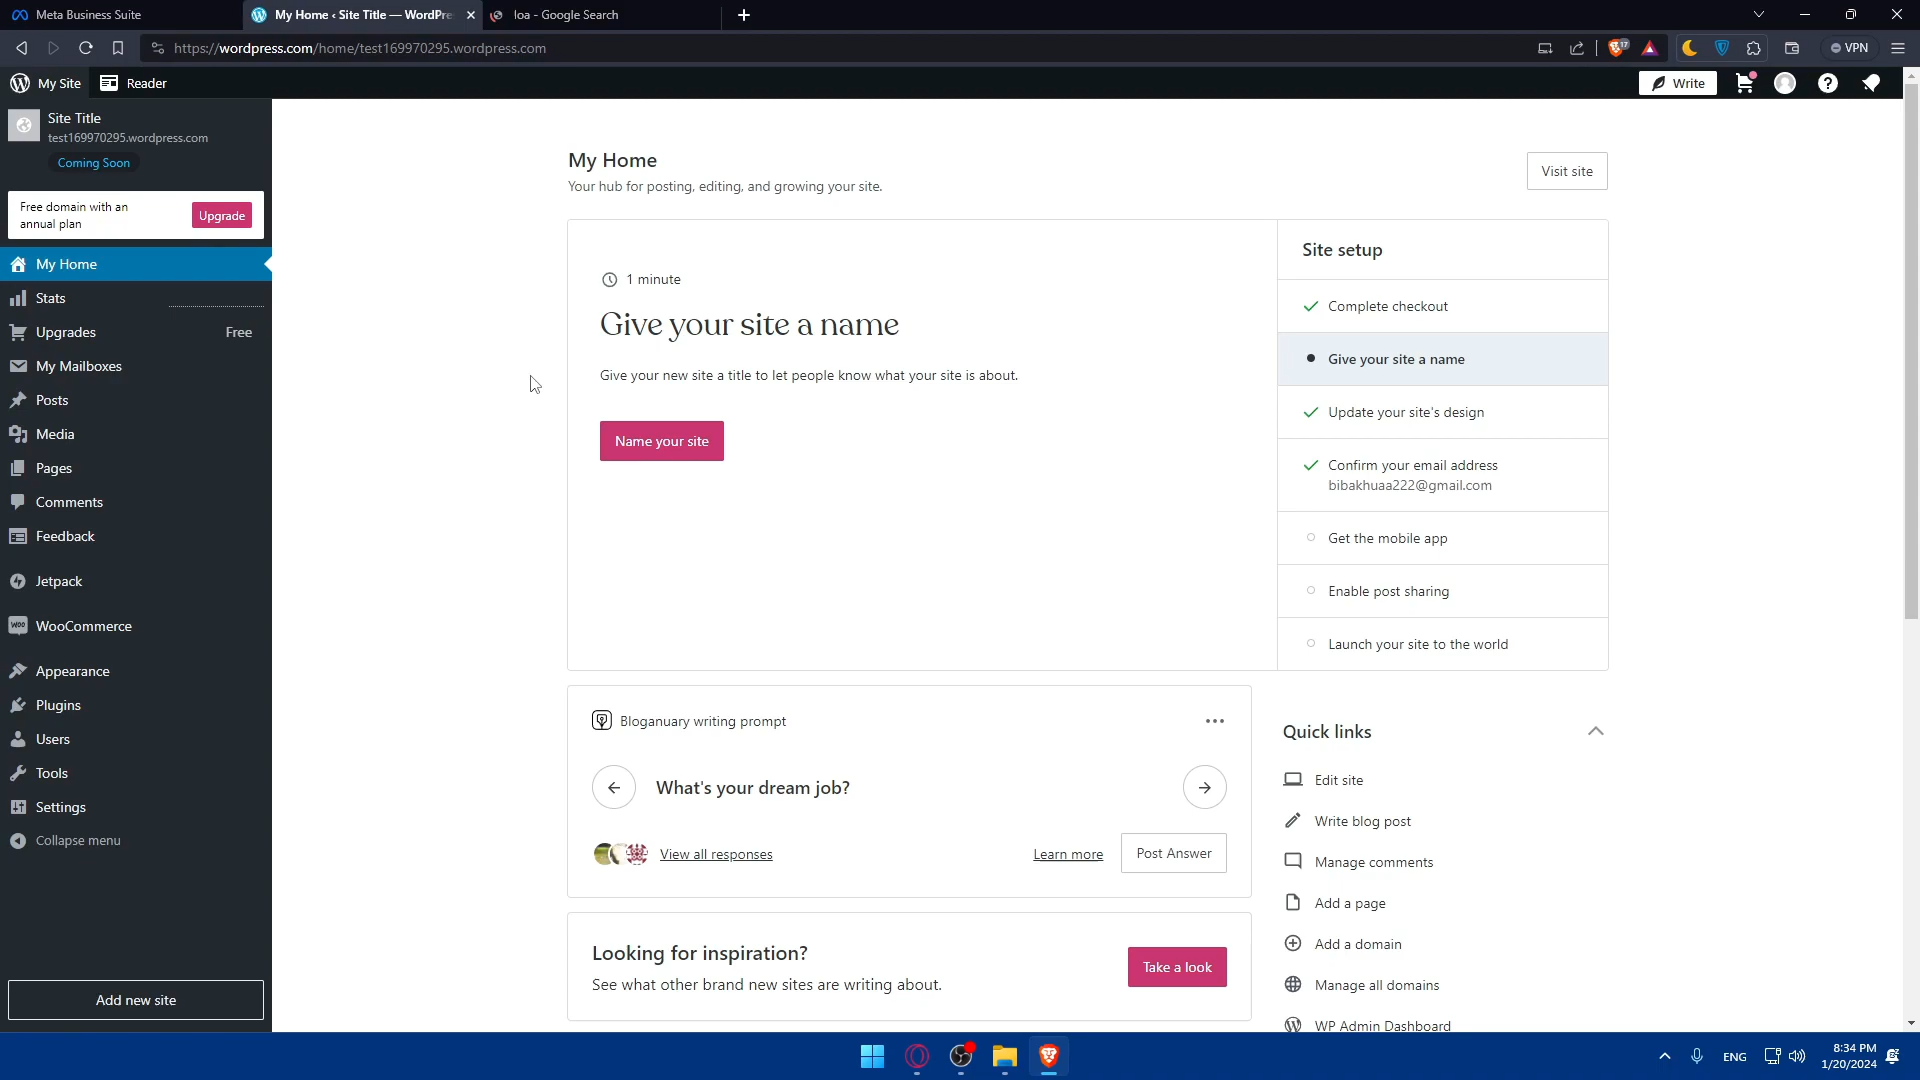 Meta Business Suite
My Home ‹ Site Title — WordPre
loa - Google Search
https://wordpress.com/home/test169970295.wordpress.com
17
VPN
My Site
Reader
Write
Site Title
test169970295.wordpress.com
Coming Soon
Free domain with an
annual plan
Upgrade
My Home
Stats
Upgrades
Free
My Mailboxes
Posts
Media
Pages
Comments
Feedback
Jetpack
WOO
WooCommerce
Appearance
Plugins
Users
Tools
Settings
Collapse menu
Add new site
My Home
Your hub for posting, editing, and growing your site.
Visit site
1 minute
Give your site a name
Give your new site a title to let people know what your site is about.
Name your site
Site setup
Complete checkout
Give your site a name
Update your site's design
Confirm your email address
bibakhuaa222@gmail.com
Get the mobile app
Enable post sharing
Launch your site to the world
Bloganuary writing prompt
What's your dream job?
View all responses
Learn more
Post Answer
Looking for inspiration?
See what other brand new sites are writing about.
Take a look
Quick links
Edit site
Write blog post
Manage comments
Add a page
Add a domain
Manage all domains
WP Admin Dashboard
ENG
8:34 PM
1/20/2024